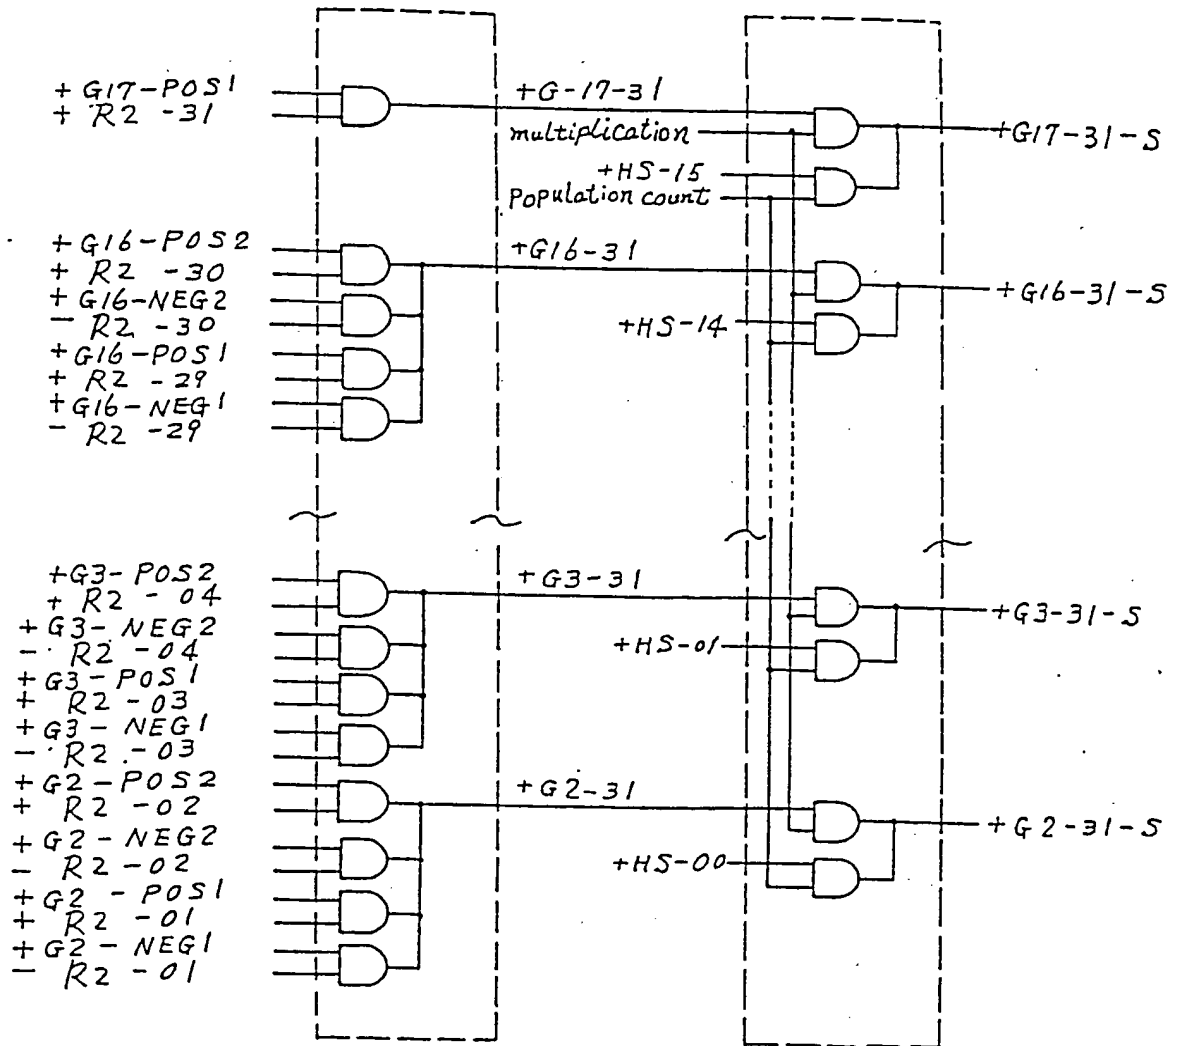 + G17-POS1
+ R2 -31
+ G16-POS2
+ R2 -30
+ G16-NEG2
- R2 -30
+ G16-POS1
+ R2 -29
+ G16-NEG1
- R2 -29
+G3-POS2
+ R2 -04
+ G3-NEG2
- R2 -04
+ G3-POS1
+ R2 -03
+ G3-NEG1
- R2 -03
+ G2-POS2
+ R2 -02
+ G2-NEG2
- R2 -02
+ G2 -POS1
+ R2 -01
+ G2-NEG1
- R2 -01
+G-17-31
multiplication
+HS-15
Population count
+G16-31
+HS-14
+G3-31
+HS-01
+G2-31
+HS-00
+G17-31-S
+G16-31-S
+G3-31-S
+G2-31-S